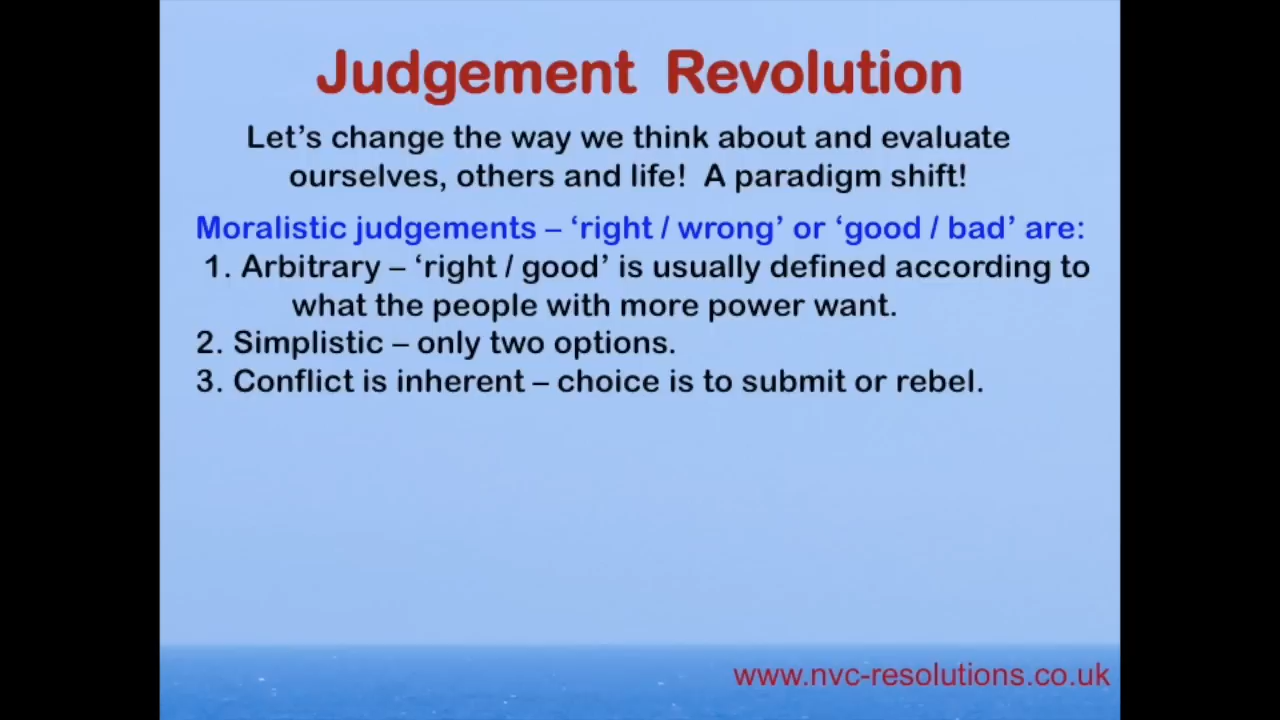 Judgement Revolution
Let's change the way we think about and evaluate
ourselves, others and life! A paradigm shift!
Moralistic judgements – ‘right / wrong’ or ‘good / bad’ are:
1. Arbitrary – ‘right / good’ is usually defined according to
what the people with more power want.
2. Simplistic – only two options.
3. Conflict is inherent – choice is to submit or rebel.
www.nvc-resolutions.co.uk